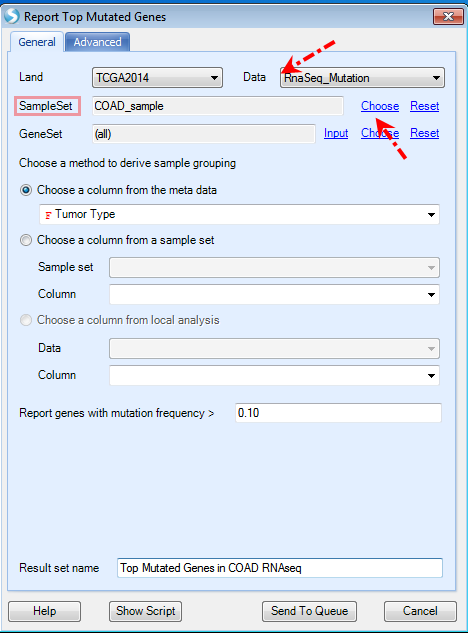 Report Top Mutated Genes
General Advanced
Land TCGA2014 Data RnaSeq_Mutation
SampleSet COAD_sample Choose Reset
GeneSet (all) Input Choose Reset
Choose a method to derive sample grouping
Choose a column from the meta data
F Tumor Type
Choose a column from a sample set
Sample set
Column
Choose a column from local analysis
Data
Column
Report genes with mutation frequency > 0.10
Result set name Top Mutated Genes in COAD RNAseq
Help Show Script Send To Queue Cancel